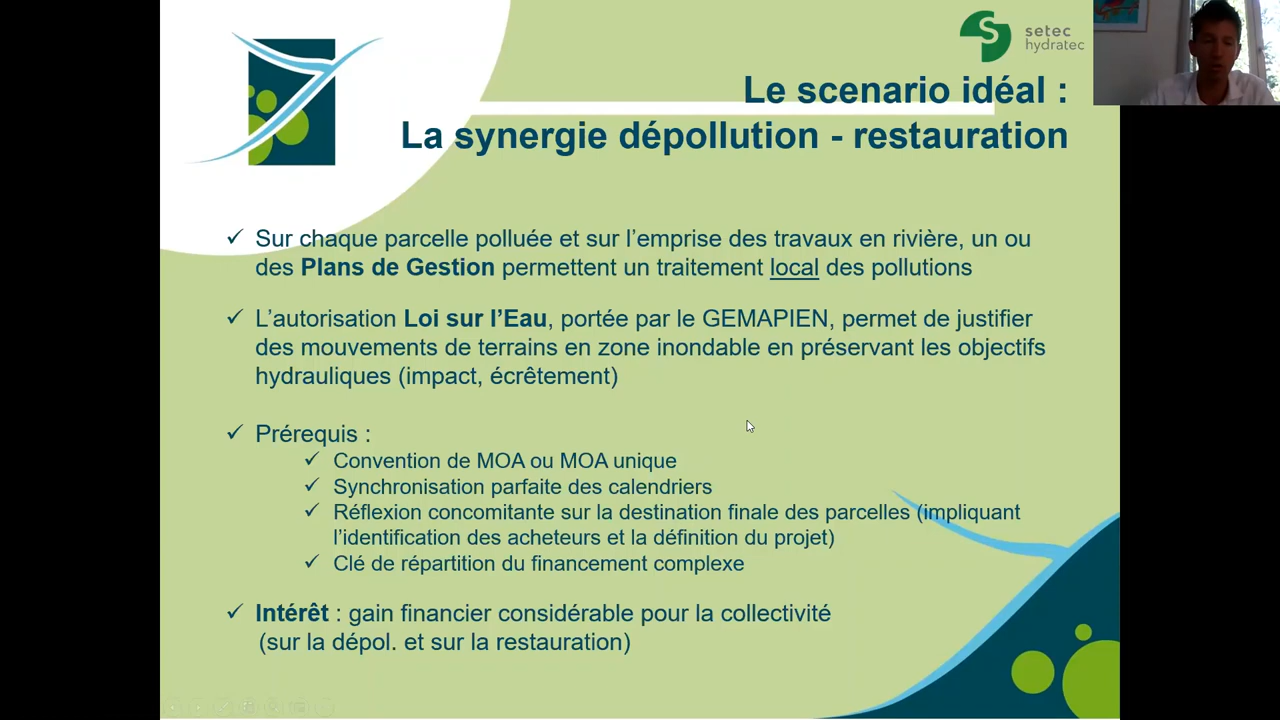 setec
hydratec
Le scenario idéal :
La synergie dépollution - restauration
✓ Sur chaque parcelle polluée et sur l’emprise des travaux en rivière, un ou
des Plans de Gestion permettent un traitement local des pollutions
✓ L’autorisation Loi sur l’Eau, portée par le GEMAPIEN, permet de justifier
des mouvements de terrains en zone inondable en préservant les objectifs
hydrauliques (impact, écrêtement)
✓ Prérequis :
✓ Convention de MOA ou MOA unique
✓ Synchronisation parfaite des calendriers
✓ Réflexion concomitante sur la destination finale des parcelles (impliquant
l’identification des acheteurs et la définition du projet)
✓ Clé de répartition du financement complexe
✓ Intérêt : gain financier considérable pour la collectivité
(sur la dépol. et sur la restauration)